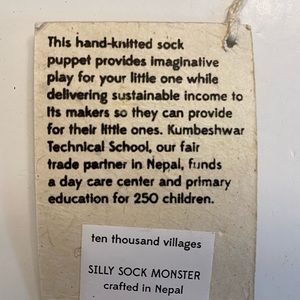 This hand-knitted sock
puppet provides imaginative
play for your little one while
delivering sustainable income to
its makers so they can provide
for their little ones. Kumbeshwar
Technical School, our fair
trade partner in Nepal, funds
a day care center and primary
education for 250 children.
ten thousand villages
SILLY SOCK MONSTER
crafted in Nepal